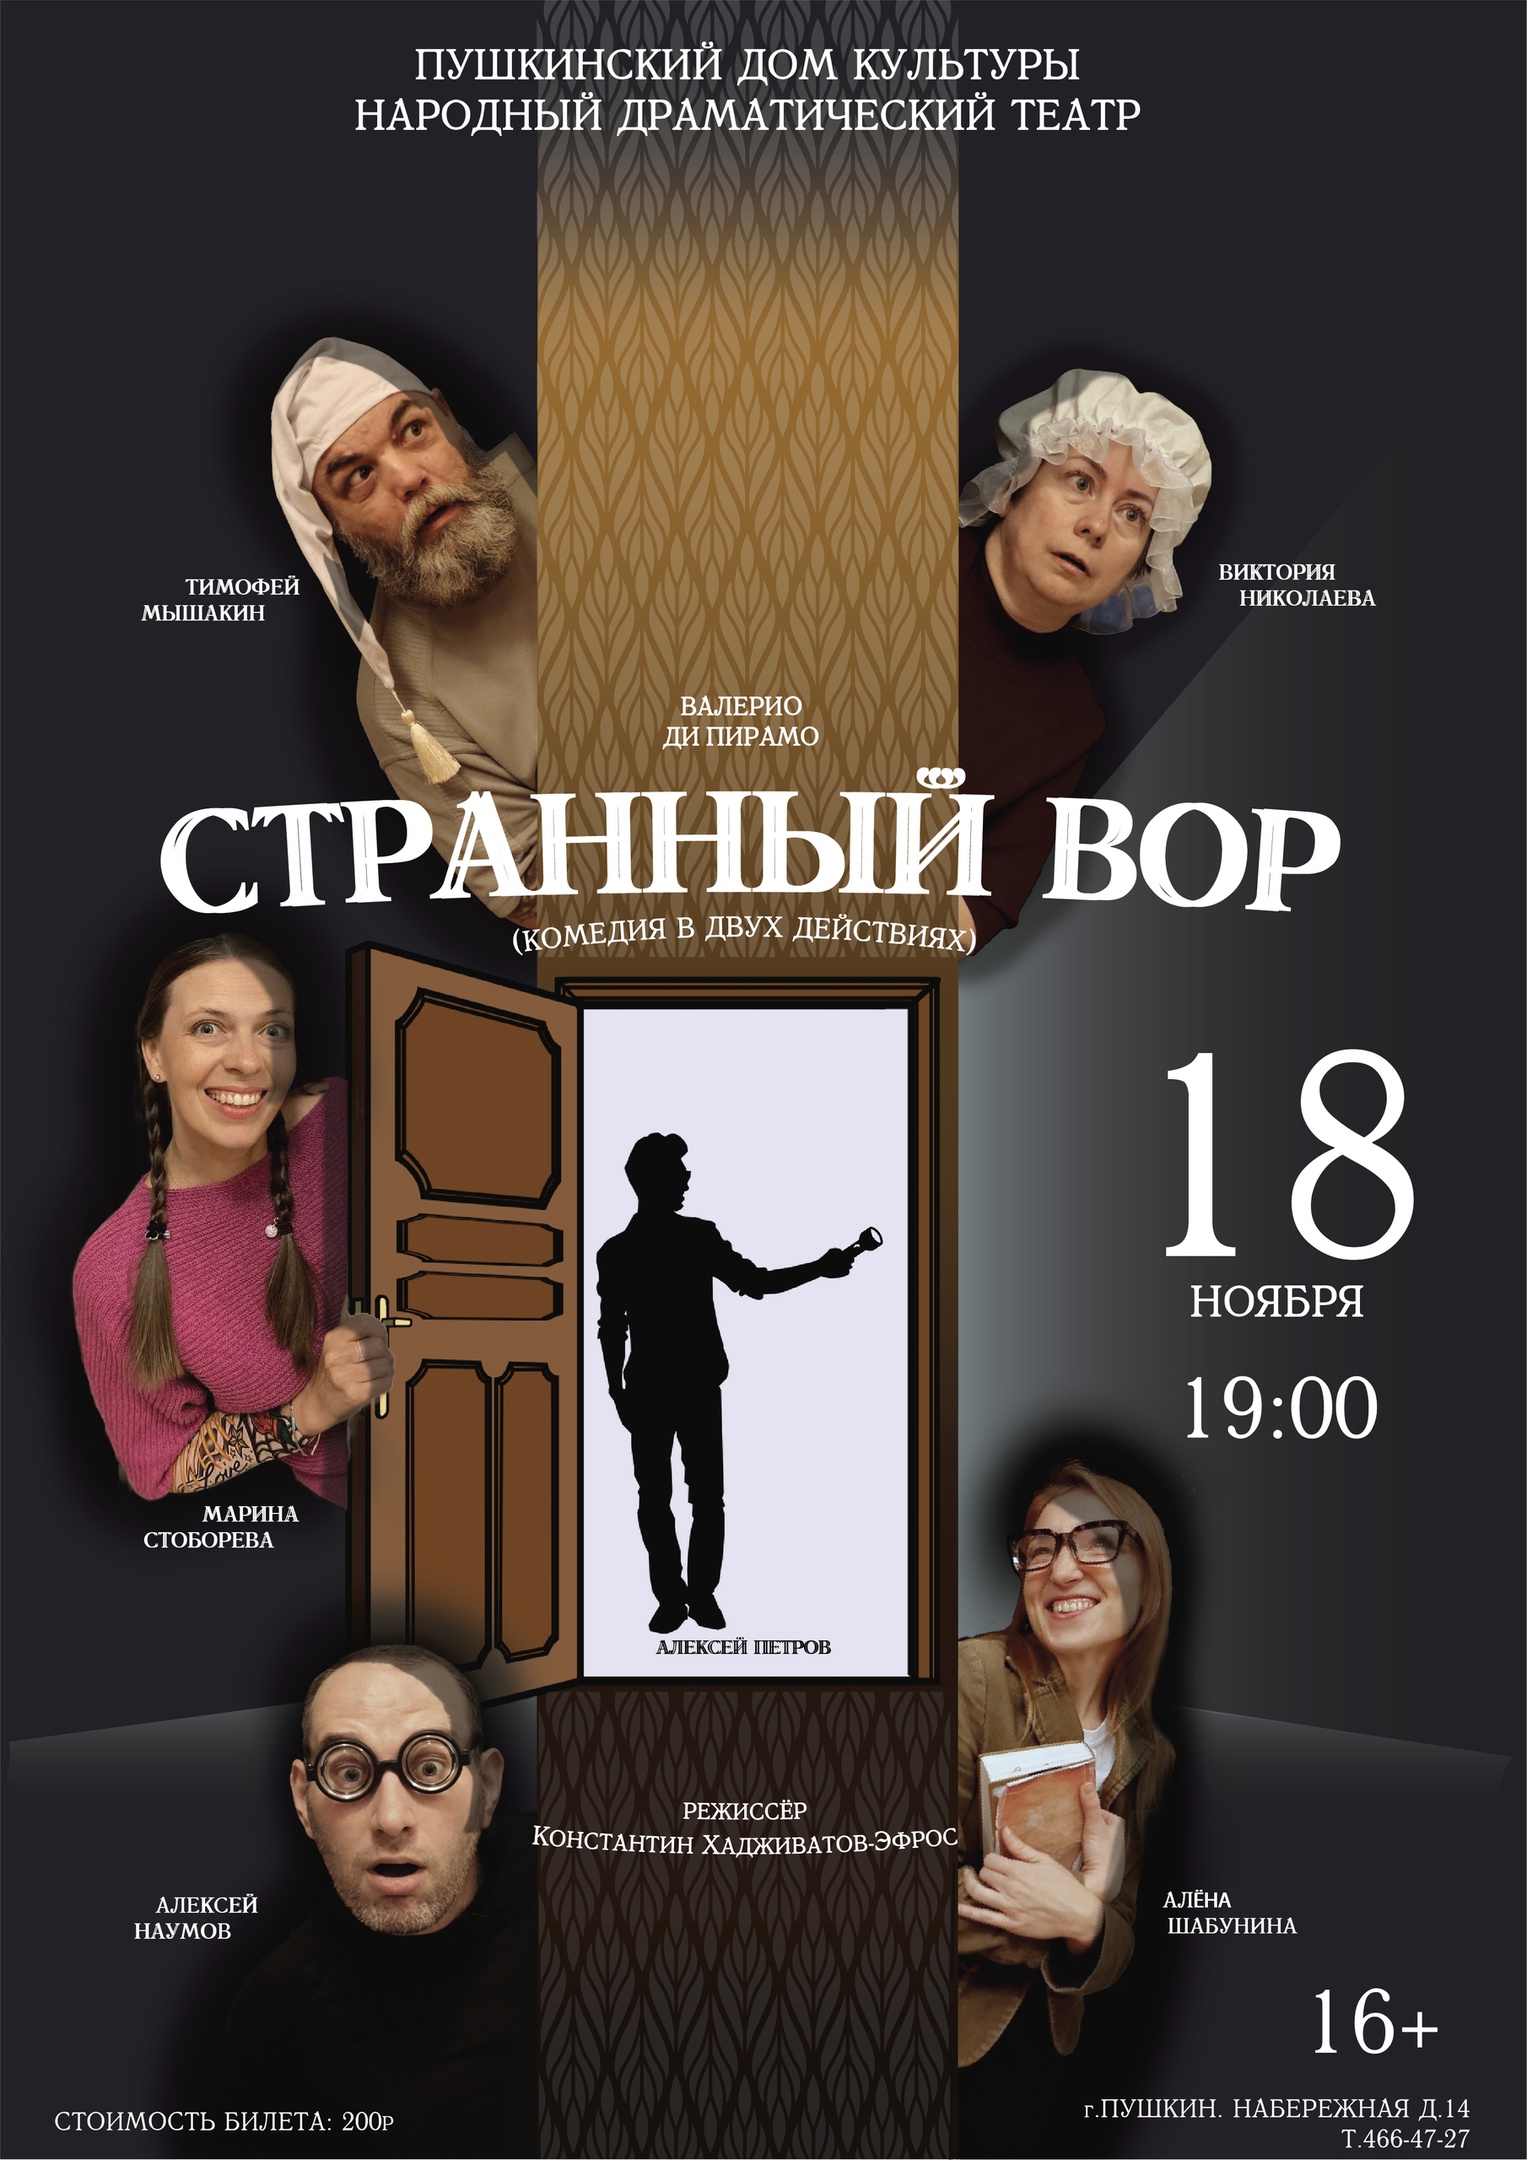 ПУШКИНСКИЙ ДОМ КУЛЬТУРЫ
НАРОДНЫЙ ДРАМАТИЧЕСКИЙ ТЕАТР
ТИМОФЕЙ
МЫШАКИН
ВИКТОРИЯ
НИКОЛАЕВА
ВАЛЕРИО
ДИ ПИРАМО
СТРАННЫЙ ВОР
(КОМЕДИЯ В ДВУХ ДЕЙСТВИЯХ)
18
НОЯБРЯ
19:00
Love
МАРИНА
СТОБОРЕВА
АЛЕКСЕЙ ПЕТРОВ
РЕЖИССЁР
КОНСТАНТИН ХАДЖИВАТОВ-ЭФРОС
АЛЕКСЕЙ
НАУМОВ
АЛЁНА
ШАБУНИНА
16+
СТОИМОСТЬ БИЛЕТА: 200Р
г.ПУШКИН. НАБЕРЕЖНАЯ Д.14
Т.466-47-27